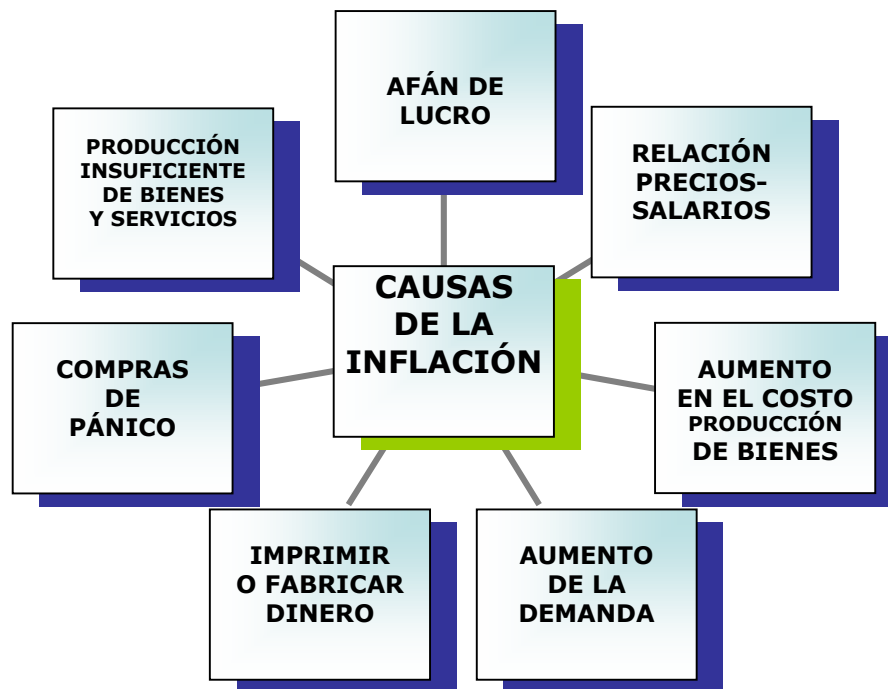 AFÁN DE
LUCRO
PRODUCCIÓN
INSUFICIENTE
DE BIENES
Y SERVICIOS
RELACIÓN
PRECIOS-
SALARIOS
CAUSAS
DE LA
INFLACIÓN
COMPRAS
DE
PÁNICO
AUMENTO
EN EL COSTO
PRODUCCIÓN
DE BIENES
IMPRIMIR
O FABRICAR
DINERO
AUMENTO
DE LA
DEMANDA